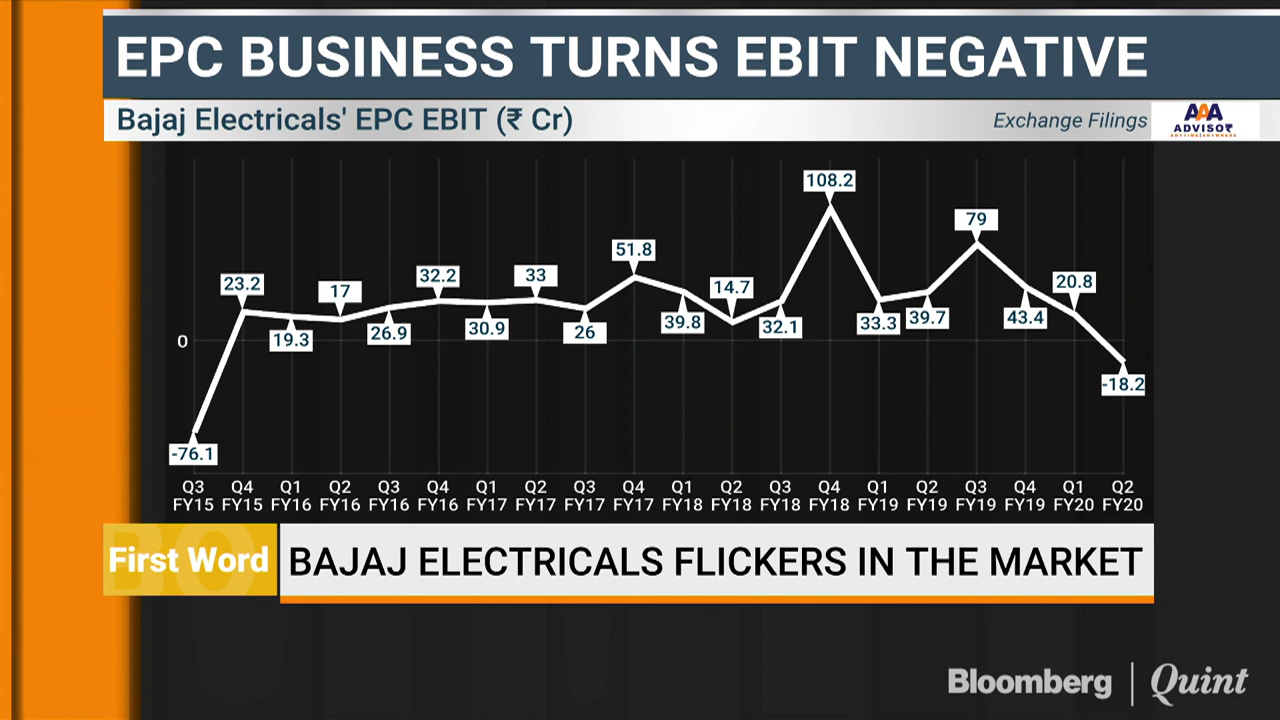 EPC BUSINESS TURNS EBIT NEGATIVE
Bajaj Electricals' EPC EBIT (₹ Cr)
Exchange Filings
AAA
ADVISO₹
ANYTIME|ANYWHERE
108.2
79
51.8
23.2
17
32.2
33
14.7
20.8
19.3
26.9
30.9
26
39.8
32.1
33.3
39.7
43.4
0
-18.2
-76.1
Q3 Q4 Q1 Q2 Q3 Q4 Q1 Q2 Q3 Q4 Q1 Q2 Q3 Q4 Q1 Q2 Q3 Q4 Q1 Q2
FY15 FY15 FY16 FY16 FY16 FY16 FY17 FY17 FY17 FY17 FY18 FY18 FY18 FY18 FY19 FY19 FY19 FY19 FY20 FY20
First Word
BAJAJ ELECTRICALS FLICKERS IN THE MARKET
Bloomberg | Quint